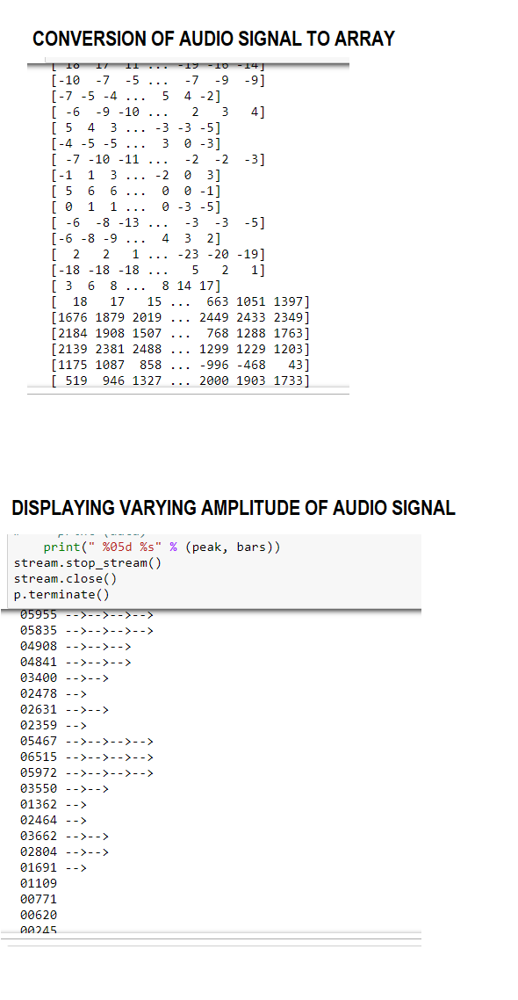 CONVERSION OF AUDIO SIGNAL TO ARRAY
[ 18 17 11 ... -19 -16 -14]
[-10 -7 -5 ... -7 -9 -9]
[-7 -5 -4 ... 5 4 -2]
[ -6 -9 -10 ... 2 3 4]
[ 5 4 3 ... -3 -3 -5]
[-4 -5 -5 ... 3 0 -3]
[ -7 -10 -11 ... -2 -2 -3]
[-1 1 3 ... -2 0 3]
[ 5 6 6 ... 0 0 -1]
[ 0 1 1 ... 0 -3 -5]
[ -6 -8 -13 ... -3 -3 -5]
[-6 -8 -9 ... 4 3 2]
[ 2 2 1 ... -23 -20 -19]
[-18 -18 -18 ... 5 2 1]
[ 3 6 8 ... 8 14 17]
[ 18 17 15 ... 663 1051 1397]
[1676 1879 2019 ... 2449 2433 2349]
[2184 1908 1507 ... 768 1288 1763]
[2139 2381 2488 ... 1299 1229 1203]
[1175 1087 858 ... -996 -468 43]
[ 519 946 1327 ... 2000 1903 1733]
DISPLAYING VARYING AMPLITUDE OF AUDIO SIGNAL
print(" %05d %s" % (peak, bars))
stream.stop_stream()
stream.close()
p.terminate()
05955 -->-->-->-->
05835 -->-->-->-->
04908 -->-->-->
04841 -->-->-->
03400 -->-->
02478 -->
02631 -->-->
02359 -->
05467 -->-->-->-->
06515 -->-->-->-->
05972 -->-->-->-->
03550 -->-->
01362 -->
02464 -->
03662 -->-->
02804 -->-->
01691 -->
01109
00771
00620
00245